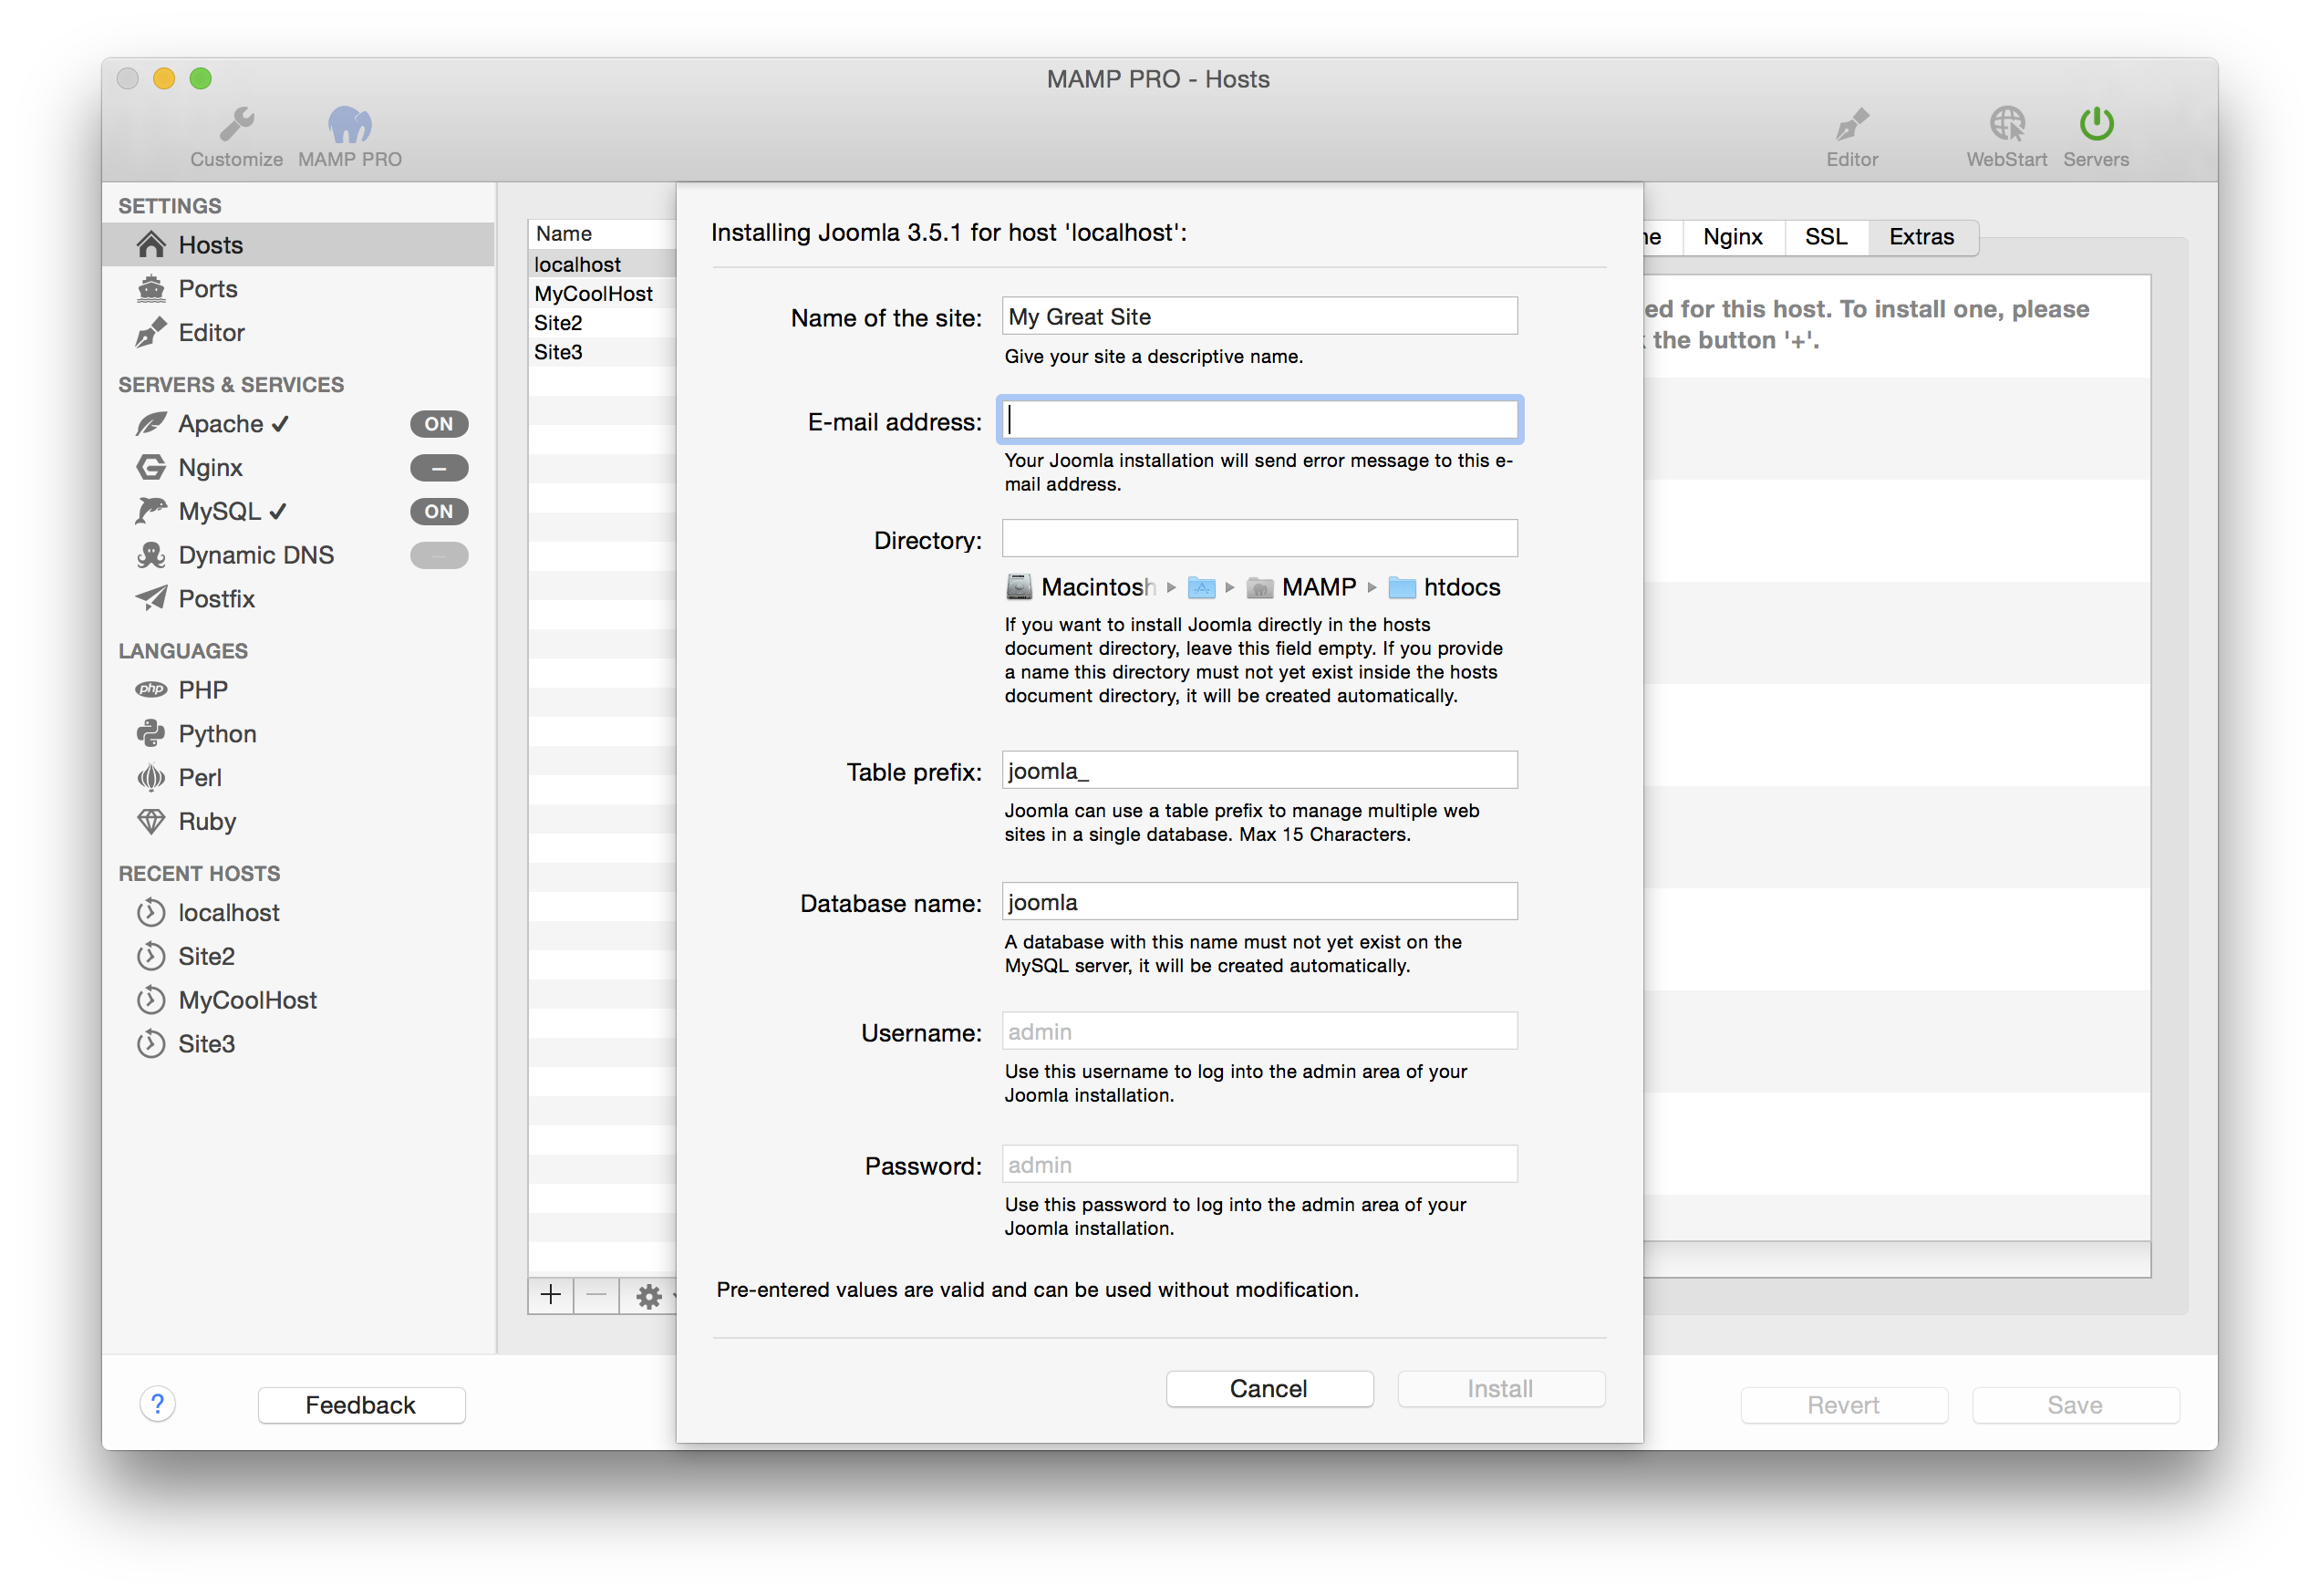 MAMP PRO - Hosts
Customize
MAMP PRO
Editor
WebStart
Servers
SETTINGS
Hosts
Ports
Editor
SERVERS & SERVICES
Apache ✓ ON
Nginx –
MySQL ✓ ON
Dynamic DNS –
Postfix
LANGUAGES
php PHP
Python
Perl
Ruby
RECENT HOSTS
localhost
Site2
MyCoolHost
Site3
Name
localhost
MyCoolHost
Site2
Site3
Installing Joomla 3.5.1 for host 'localhost':
Name of the site: My Great Site
Give your site a descriptive name.
E-mail address:
Your Joomla installation will send error message to this e-
mail address.
Directory:
Macintosh ▸ ▸ MAMP ▸ htdocs
If you want to install Joomla directly in the hosts
document directory, leave this field empty. If you provide
a name this directory must not yet exist inside the hosts
document directory, it will be created automatically.
Table prefix: joomla_
Joomla can use a table prefix to manage multiple web
sites in a single database. Max 15 Characters.
Database name: joomla
A database with this name must not yet exist on the
MySQL server, it will be created automatically.
Username: admin
Use this username to log into the admin area of your
Joomla installation.
Password: admin
Use this password to log into the admin area of your
Joomla installation.
Pre-entered values are valid and can be used without modification.
Cancel
Install
Nginx
SSL
Extras
for this host. To install one, please
the button '+'.
? Feedback
Revert
Save